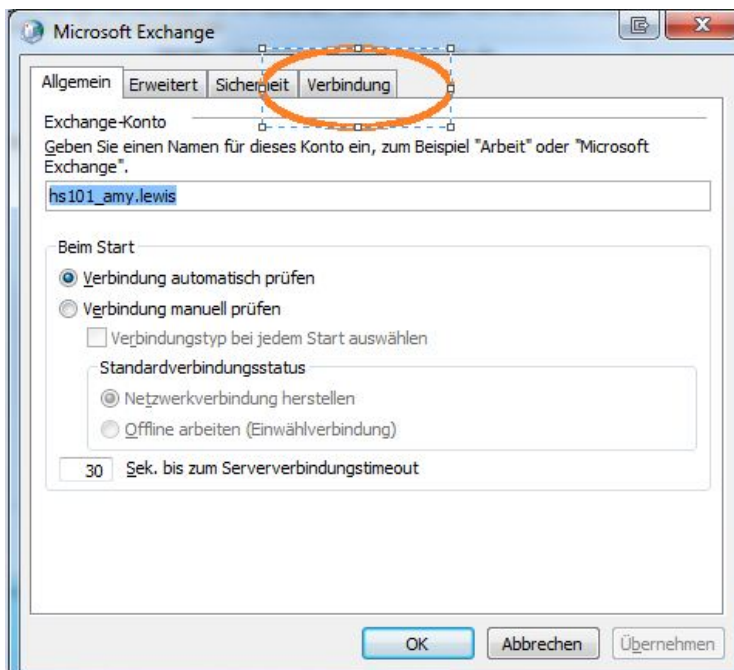 Microsoft Exchange
Allgemein Erweitert Sicherheit Verbindung
Exchange-Konto
Geben Sie einen Namen für dieses Konto ein, zum Beispiel "Arbeit" oder "Microsoft
Exchange".
hs101_amy.lewis
Beim Start
Verbindung automatisch prüfen
Verbindung manuell prüfen
Verbindungstyp bei jedem Start auswählen
Standardverbindungsstatus
Netzwerkverbindung herstellen
Offline arbeiten (Einwählverbindung)
30 Sek. bis zum Serververbindungstimeout
OK Abbrechen Übernehmen